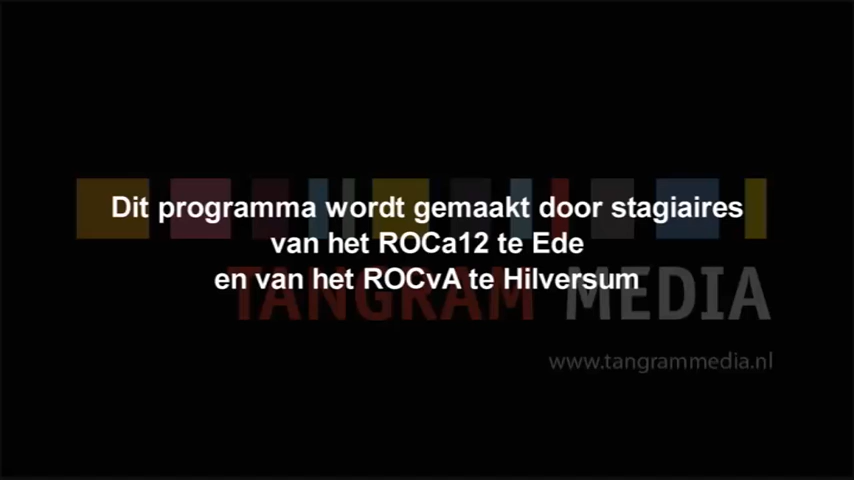 Dit programma wordt gemaakt door stagiaires
van het ROCa12 te Ede
en van het ROCvA te Hilversum
TANGRAM MEDIA
www.tangrammedia.nl